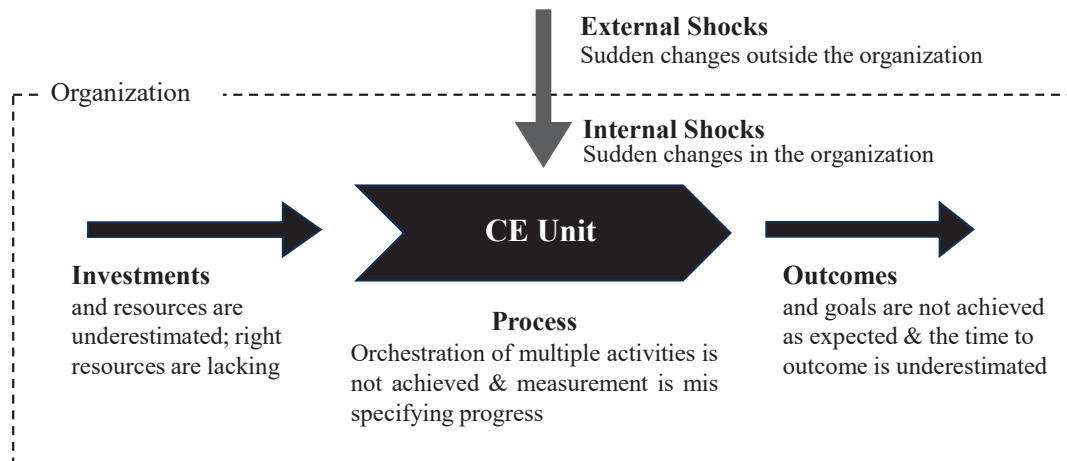 External Shocks
Sudden changes outside the organization
Organization
Internal Shocks
Sudden changes in the organization
CE Unit
Investments
and resources are
underestimated; right
resources are lacking
Process
Orchestration of multiple activities is
not achieved & measurement is mis
specifying progress
Outcomes
and goals are not achieved
as expected & the time to
outcome is underestimated